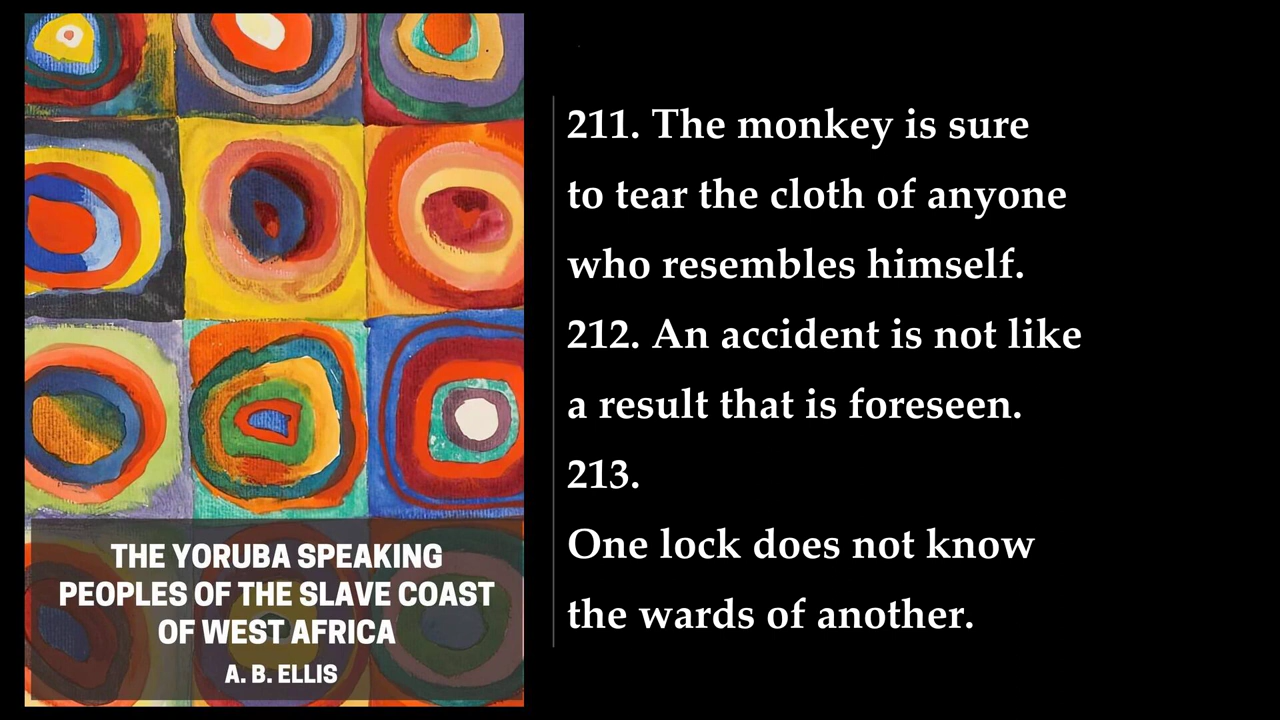 THE YORUBA SPEAKING
PEOPLES OF THE SLAVE COAST
OF WEST AFRICA
A. B. ELLIS
211. The monkey is sure
to tear the cloth of anyone
who resembles himself.
212. An accident is not like
a result that is foreseen.
213.
One lock does not know
the wards of another.